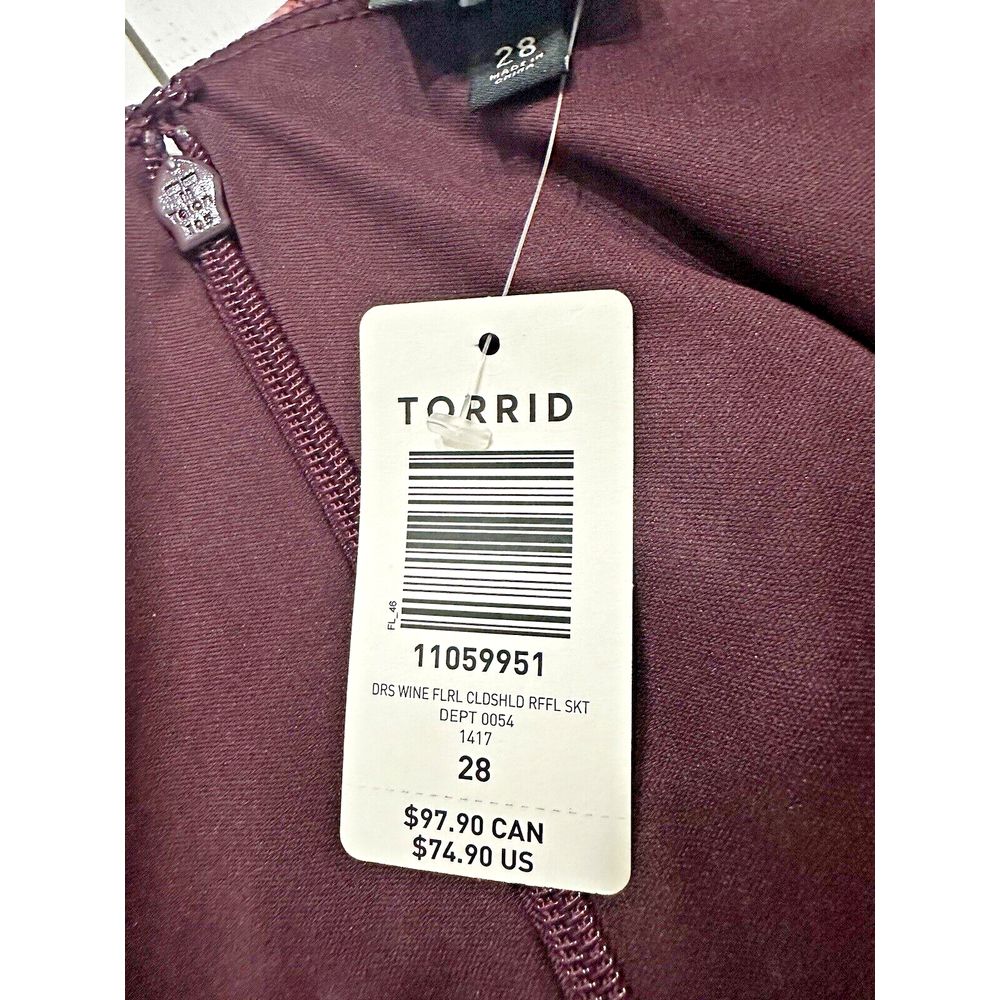 28
MADE IN
CHINA
TORRID
FL_46
11059951
DRS WINE FLRL CLDSHLD RFFL SKT
DEPT 0054
1417
28
$97.90 CAN
$74.90 US